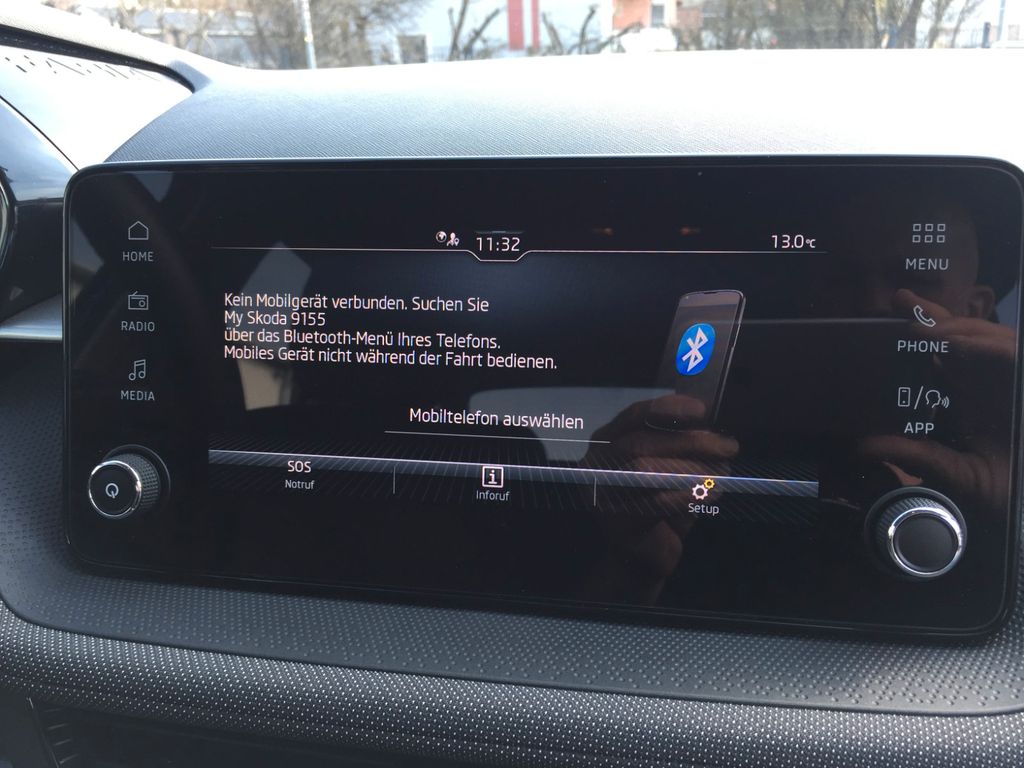 11:32
13.0°C
HOME
RADIO
MEDIA
Kein Mobilgerät verbunden. Suchen Sie
My Skoda 9155
über das Bluetooth-Menü Ihres Telefons.
Mobiles Gerät nicht während der Fahrt bedienen.
Mobiltelefon auswählen
SOS
Notruf
i
Inforuf
Setup
MENU
PHONE
APP